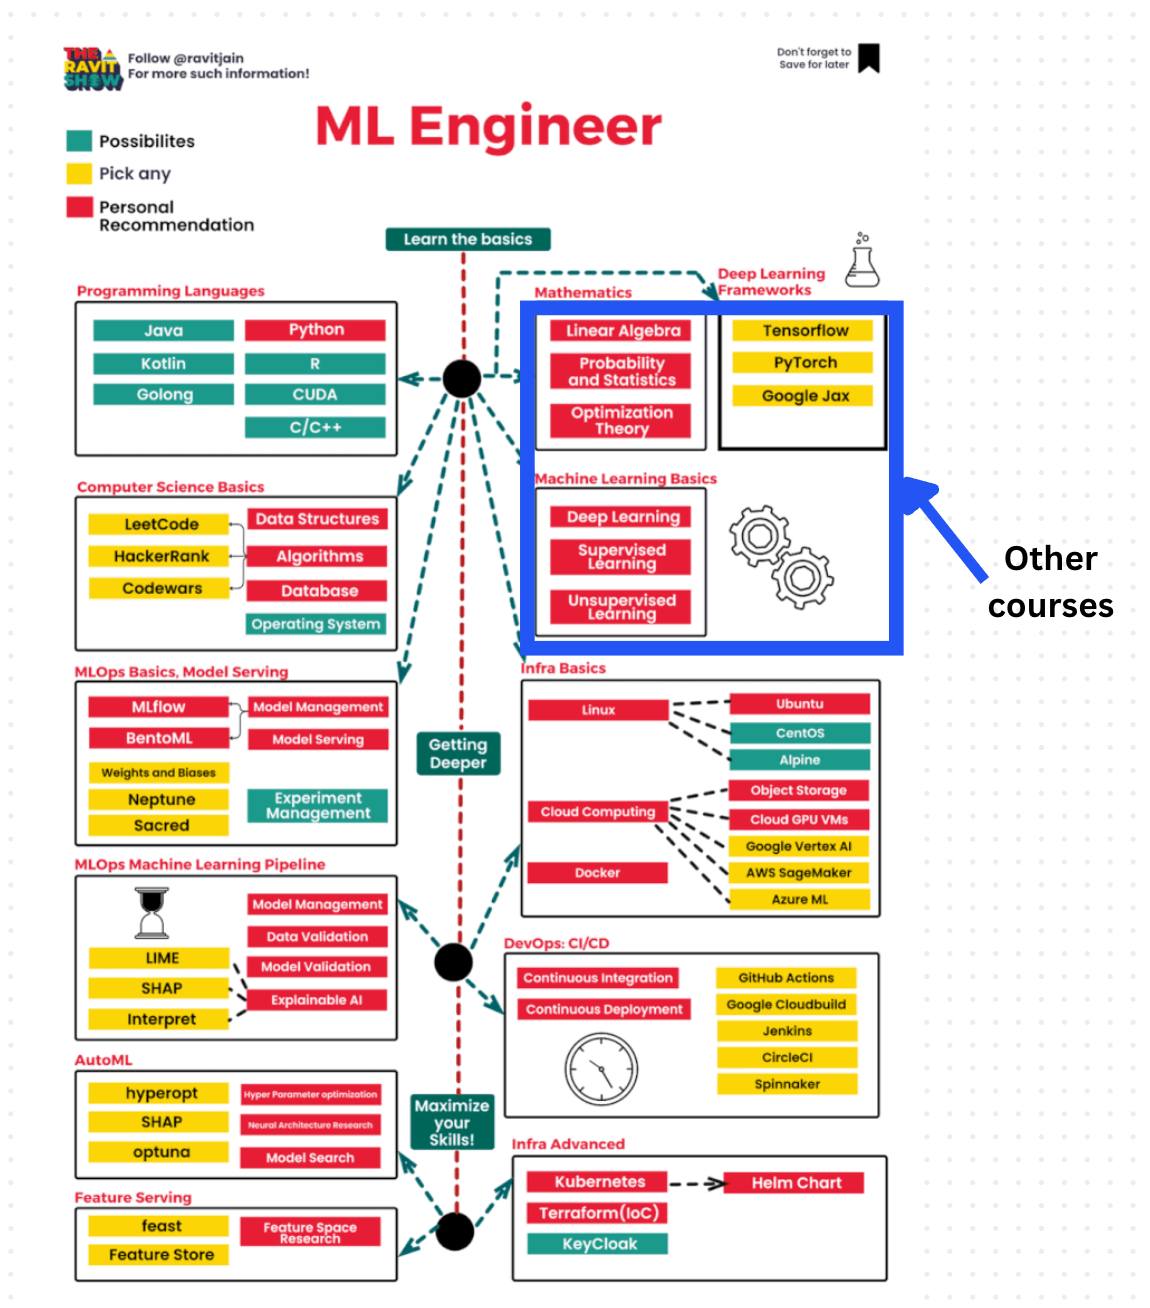 THE
RAVIT
SHOW
Follow @ravitjain
For more such information!
Don't forget to
Save for later
ML Engineer
Possibilites
Pick any
Personal
Recommendation
Learn the basics
Programming Languages
Java
Python
Kotlin
R
Golong
CUDA
C/C++
Mathematics
Linear Algebra
Probability
and Statistics
Optimization
Theory
Deep Learning
Frameworks
Tensorflow
PyTorch
Google Jax
Computer Science Basics
LeetCode
Data Structures
HackerRank
Algorithms
Codewars
Database
Operating System
Machine Learning Basics
Deep Learning
Supervised
Learning
Unsupervised
Learning
Other
courses
MLOps Basics, Model Serving
MLflow
Model Management
BentoML
Model Serving
Weights and Biases
Neptune
Experiment
Management
Sacred
Getting
Deeper
Infra Basics
Linux
Ubuntu
CentOS
Alpine
Cloud Computing
Object Storage
Cloud GPU VMs
Google Vertex AI
AWS SageMaker
Azure ML
Docker
MLOps Machine Learning Pipeline
Model Management
Data Validation
LIME
Model Validation
SHAP
Explainable AI
Interpret
DevOps: CI/CD
Continuous Integration
GitHub Actions
Continuous Deployment
Google Cloudbuild
Jenkins
CircleCI
Spinnaker
AutoML
hyperopt
Hyper Parameter optimization
SHAP
Neural Architecture Research
optuna
Model Search
Maximize
your
Skills!
Infra Advanced
Kubernetes
Helm Chart
Terraform(IoC)
KeyCloak
Feature Serving
feast
Feature Space
Research
Feature Store